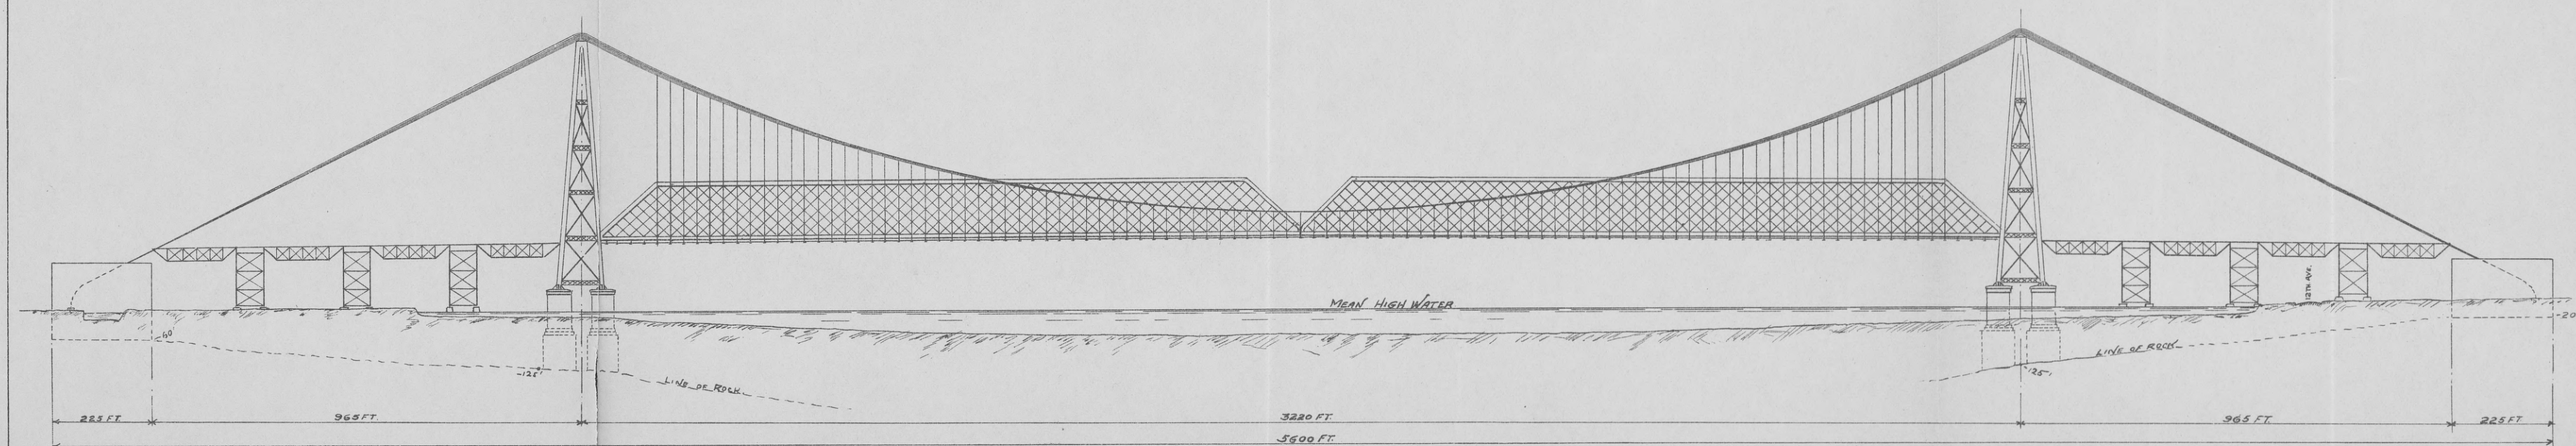 MEAN HIGH WATER
12TH AVE.
-60'
-20
-125'
LINE OF ROCK
-125'
LINE OF ROCK
225 FT.
965 FT.
3220 FT.
965 FT.
225 FT
5600 FT.